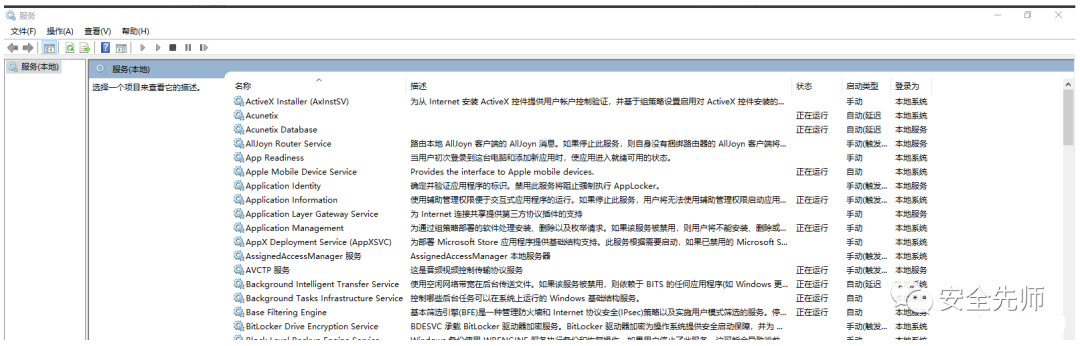 服务
文件(F) 操作(A) 查看(V) 帮助(H)
服务(本地)
服务(本地)
选择一个项目来查看它的描述。
名称 描述 状态 启动类型 登录为
ActiveX Installer (AxInstSV) 为从 Internet 安装 ActiveX 控件提供用户帐户控制验证，并基于组策略设置启用对 ActiveX 控件安装的... 手动 本地系统
Acunetix 正在运行 自动(延迟 本地系统
Acunetix Database 正在运行 自动(延迟 本地服务
AllJoyn Router Service 路由本地 AllJoyn 客户端的 AllJoyn 消息。如果停止此服务，则自身没有捆绑路由器的 AllJoyn 客户端将... 手动(触发... 本地服务
App Readiness 当用户初次登录到这台电脑和添加新应用时，使应用进入就绪可用的状态。 手动 本地系统
Apple Mobile Device Service Provides the interface to Apple mobile devices. 正在运行 自动 本地系统
Application Identity 确定并验证应用程序的标识。禁用此服务将阻止强制执行 AppLocker。 手动(触发... 本地服务
Application Information 使用辅助管理权限便于交互式应用程序的运行。如果停止此服务，用户将无法使用辅助管理权限启动应用... 正在运行 手动(触发... 本地系统
Application Layer Gateway Service 为 Internet 连接共享提供第三方协议插件的支持 手动 本地服务
Application Management 为通过组策略部署的软件处理安装、删除以及枚举请求。如果该服务被禁用，则用户将不能安装、删除或... 正在运行 手动 本地系统
AppX Deployment Service (AppXSVC) 为部署 Microsoft Store 应用程序提供基础结构支持。此服务根据需要启动，如果已禁用的 Microsoft S... 手动 本地系统
AssignedAccessManager 服务 AssignedAccessManager 本地服务器 手动(触发... 本地系统
AVCTP 服务 这是音频视频控制传输协议服务 正在运行 手动(触发... 本地服务
Background Intelligent Transfer Service 使用空闲网络带宽在后台传送文件。如果该服务被禁用，则依赖于 BITS 的任何应用程序(如 Windows 更... 正在运行 自动(延迟
Background Tasks Infrastructure Service 控制哪些后台任务可以在系统上运行的 Windows 基础结构服务。 正在运行 自动
Base Filtering Engine 基本筛选引擎(BFE)是一种管理防火墙和 Internet 协议安全(IPsec)策略以及实施用户模式筛选的服务。停... 正在运行 自动
BitLocker Drive Encryption Service BDESVC 承载 BitLocker 驱动器加密服务。BitLocker 驱动器加密为操作系统提供安全启动保障，并为 ... 手动(触发... 本地系统
安全先师